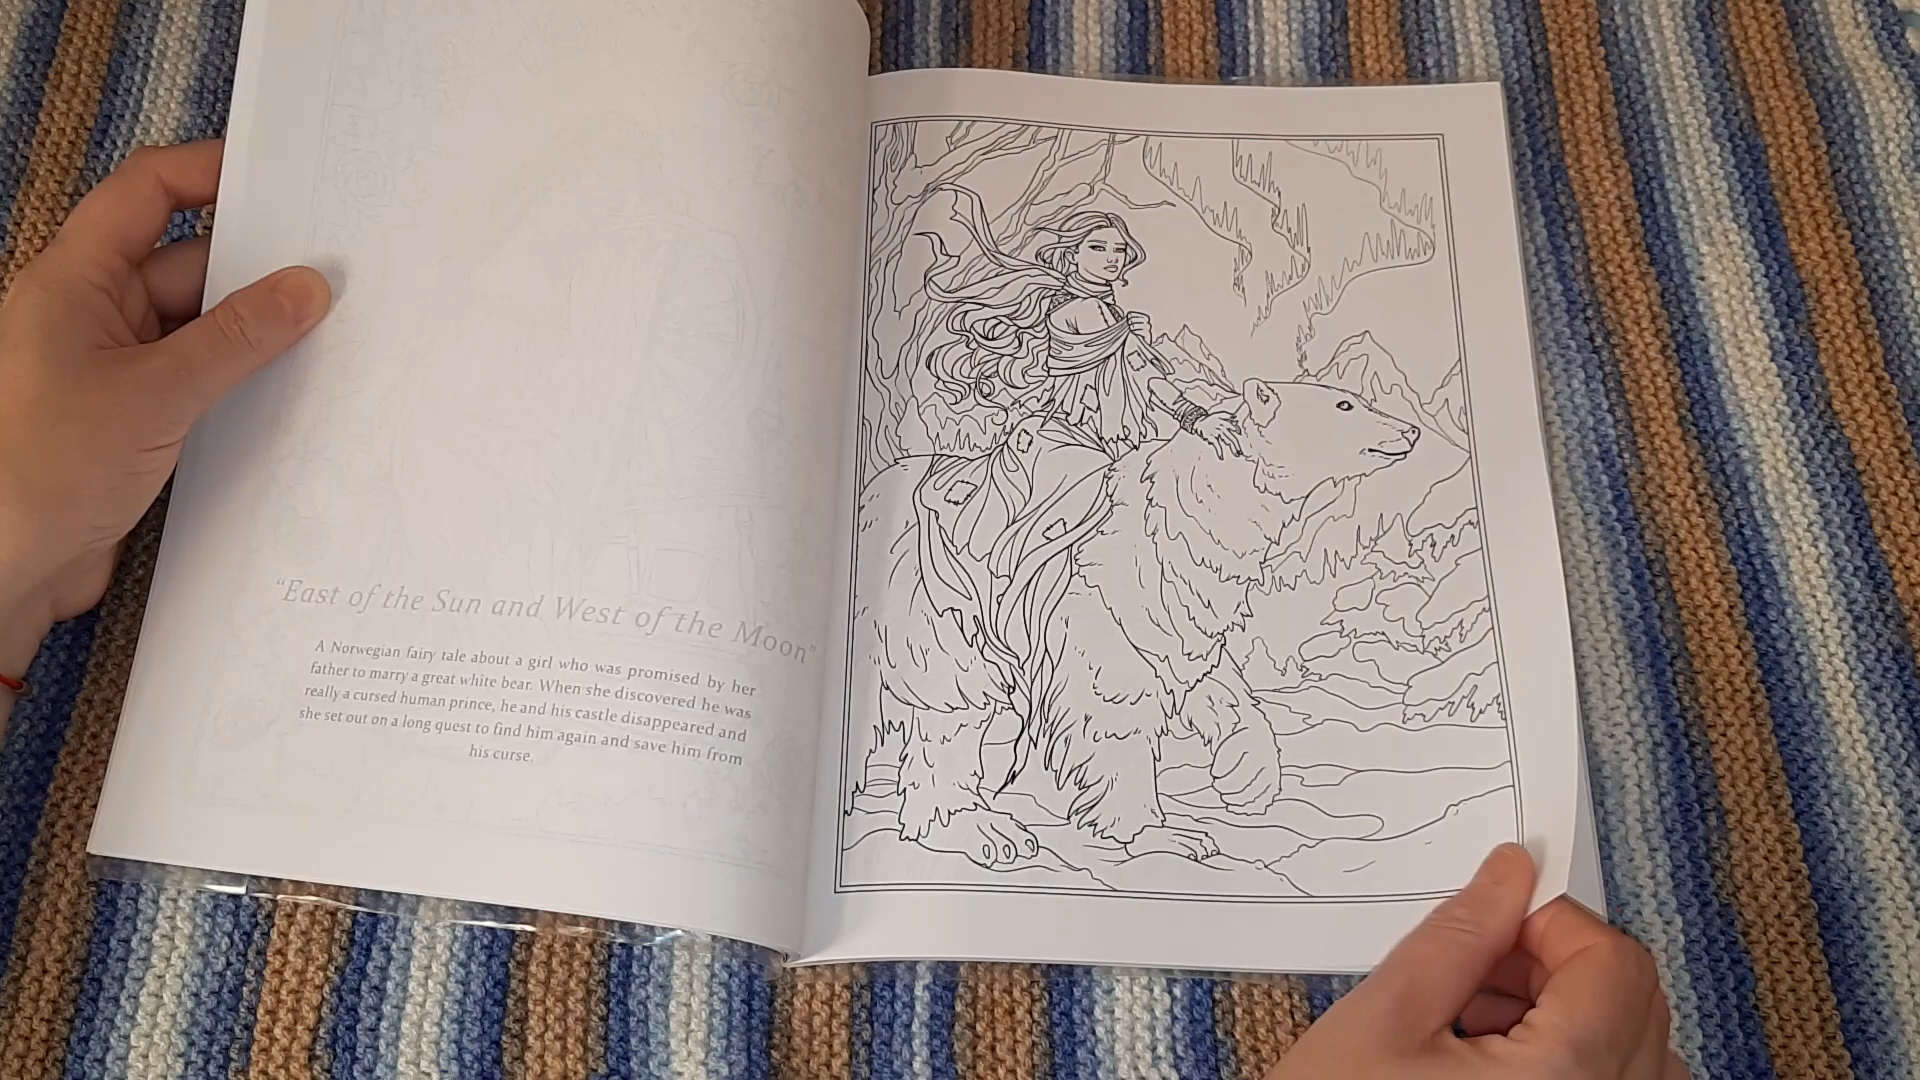 "East of the Sun and West of the Moon"
A Norwegian fairy tale about a girl who was promised by her
father to marry a great white bear. When she discovered he was
really a cursed human prince, he and his castle disappeared and
she set out on a long quest to find him again and save him from
his curse.